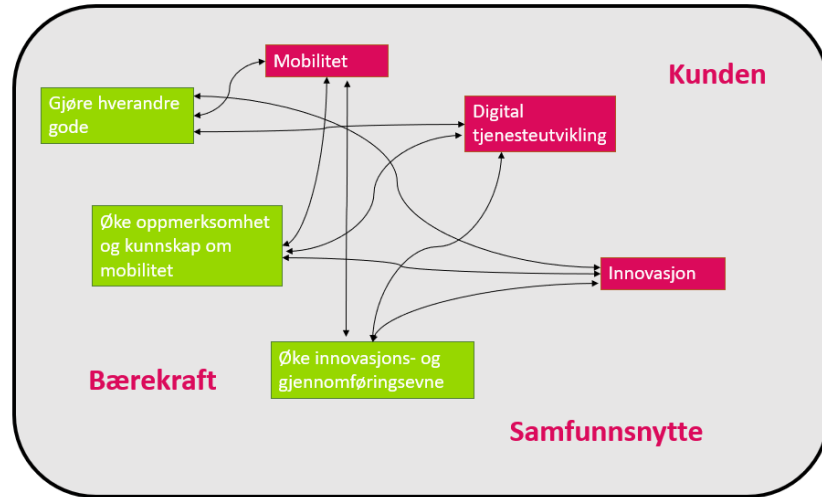 Mobilitet
Kunden
Gjøre hverandre
gode
Digital
tjenesteutvikling
Øke oppmerksomhet
og kunnskap om
mobilitet
Innovasjon
Øke innovasjons- og
gjennomføringsevne
Bærekraft
Samfunnsnytte